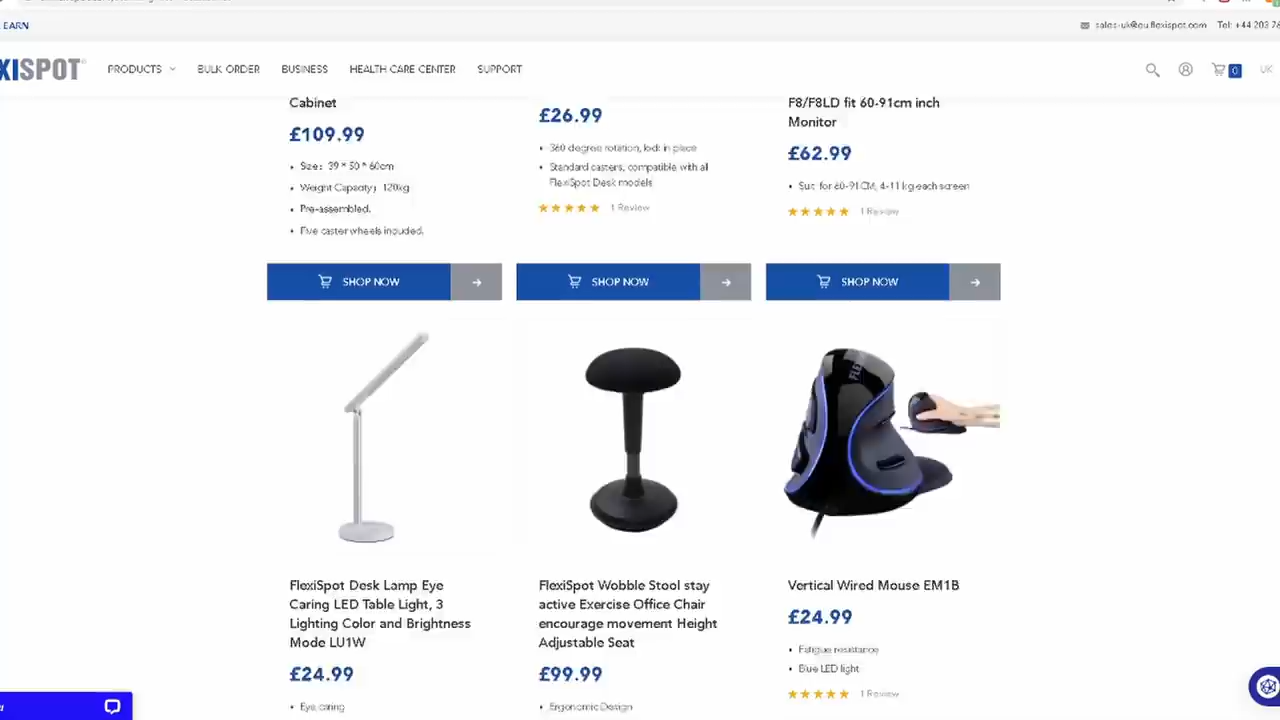 EARN
sales-uk@eu.flexispot.com Tel: +44 203 76
XISPOT
PRODUCTS BULK ORDER BUSINESS HEALTH CARE CENTER SUPPORT
0 UK
Cabinet
£109.99
• Size：39 * 50 * 60cm
• Weight Capacity：120kg
• Pre-assembled.
• Five caster wheels included.
SHOP NOW
£26.99
• 360 degree rotation, lock in place
• Standard casters, compatible with all
FlexiSpot Desk models
1 Review
SHOP NOW
F8/F8LD fit 60-91cm inch
Monitor
£62.99
• Suit for 60-91CM, 4-11 kg each screen
1 Review
SHOP NOW
FlexiSpot Desk Lamp Eye
Caring LED Table Light, 3
Lighting Color and Brightness
Mode LU1W
£24.99
• Eye caring
FlexiSpot Wobble Stool stay
active Exercise Office Chair
encourage movement Height
Adjustable Seat
£99.99
• Ergonomic Design
FLE
Vertical Wired Mouse EM1B
£24.99
• Fatigue resistance
• Blue LED light
1 Review